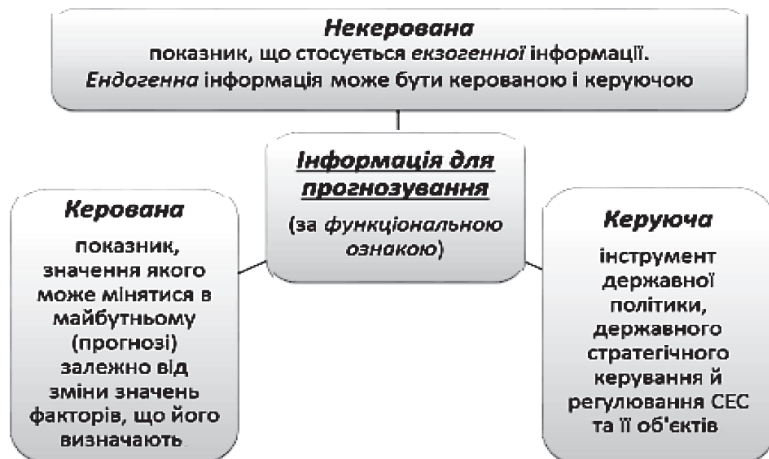 Некерована
показник, що стосується екзогенної інформації.
Ендогенна інформація може бути керованою і керуючою
Інформація для
прогнозування
(за функціональною
ознакою)
Керована
показник,
значення якого
може мінятися в
майбутньому
(прогнозі)
залежно від
зміни значень
факторів, що його
визначають
Керуюча
інструмент
державної
політики,
державного
стратегічного
керування й
регулювання СЕС
та її об'єктів